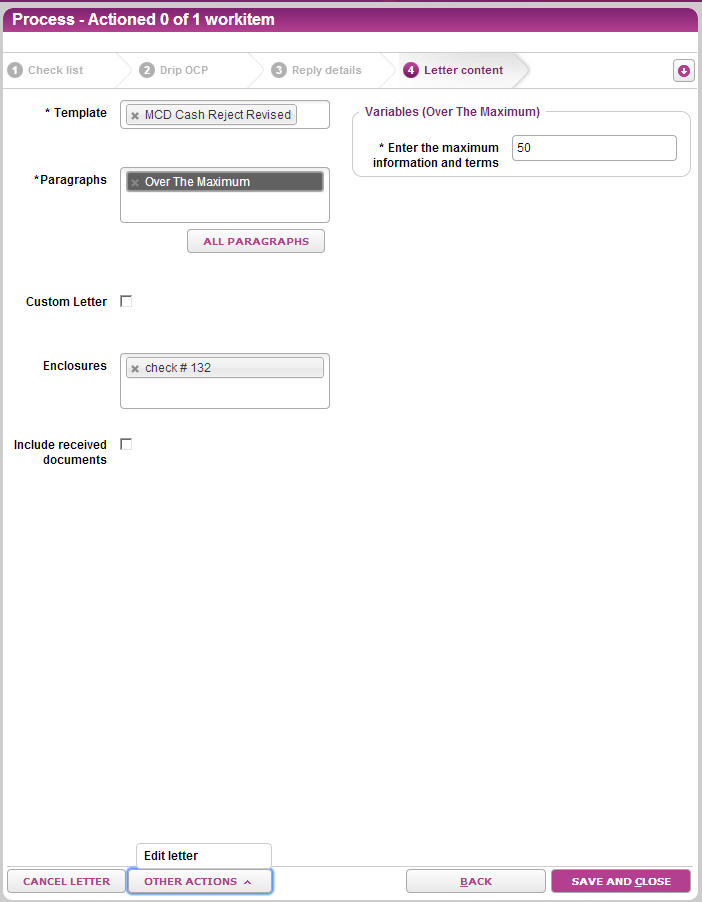 Process - Actioned 0 of 1 workitem
1 Check list
2 Drip OCP
3 Reply details
4 Letter content
* Template
MCD Cash Reject Revised
Variables (Over The Maximum)
* Enter the maximum
information and terms
50
*Paragraphs
Over The Maximum
ALL PARAGRAPHS
Custom Letter
Enclosures
check # 132
Include received
documents
Edit letter
CANCEL LETTER
OTHER ACTIONS
BACK
SAVE AND CLOSE